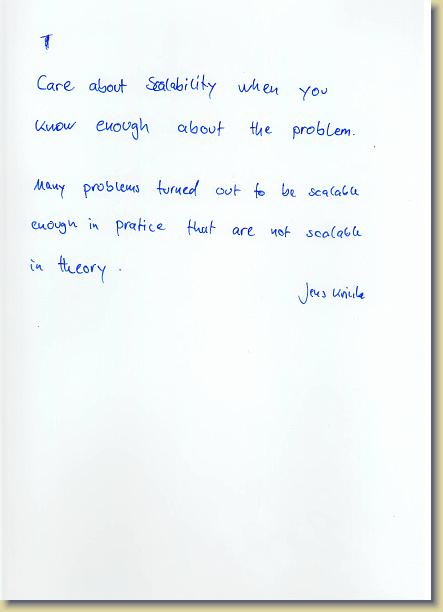 Care about Scalability when you
know enough about the problem.
Many problems turned out to be scalable
enough in pratice that are not scalable
in theory.
Jens Krinke